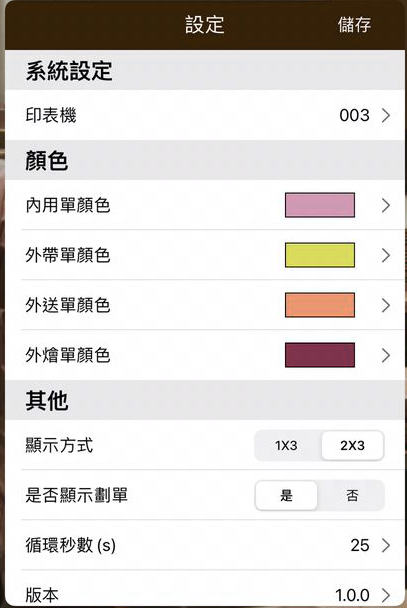 設定
儲存
系統設定
印表機 003
顏色
內用單顏色
外帶單顏色
外送單顏色
外燴單顏色
其他
顯示方式 1X3 2X3
是否顯示劃單 是 否
循環秒數 (s) 25
版本 1.0.0